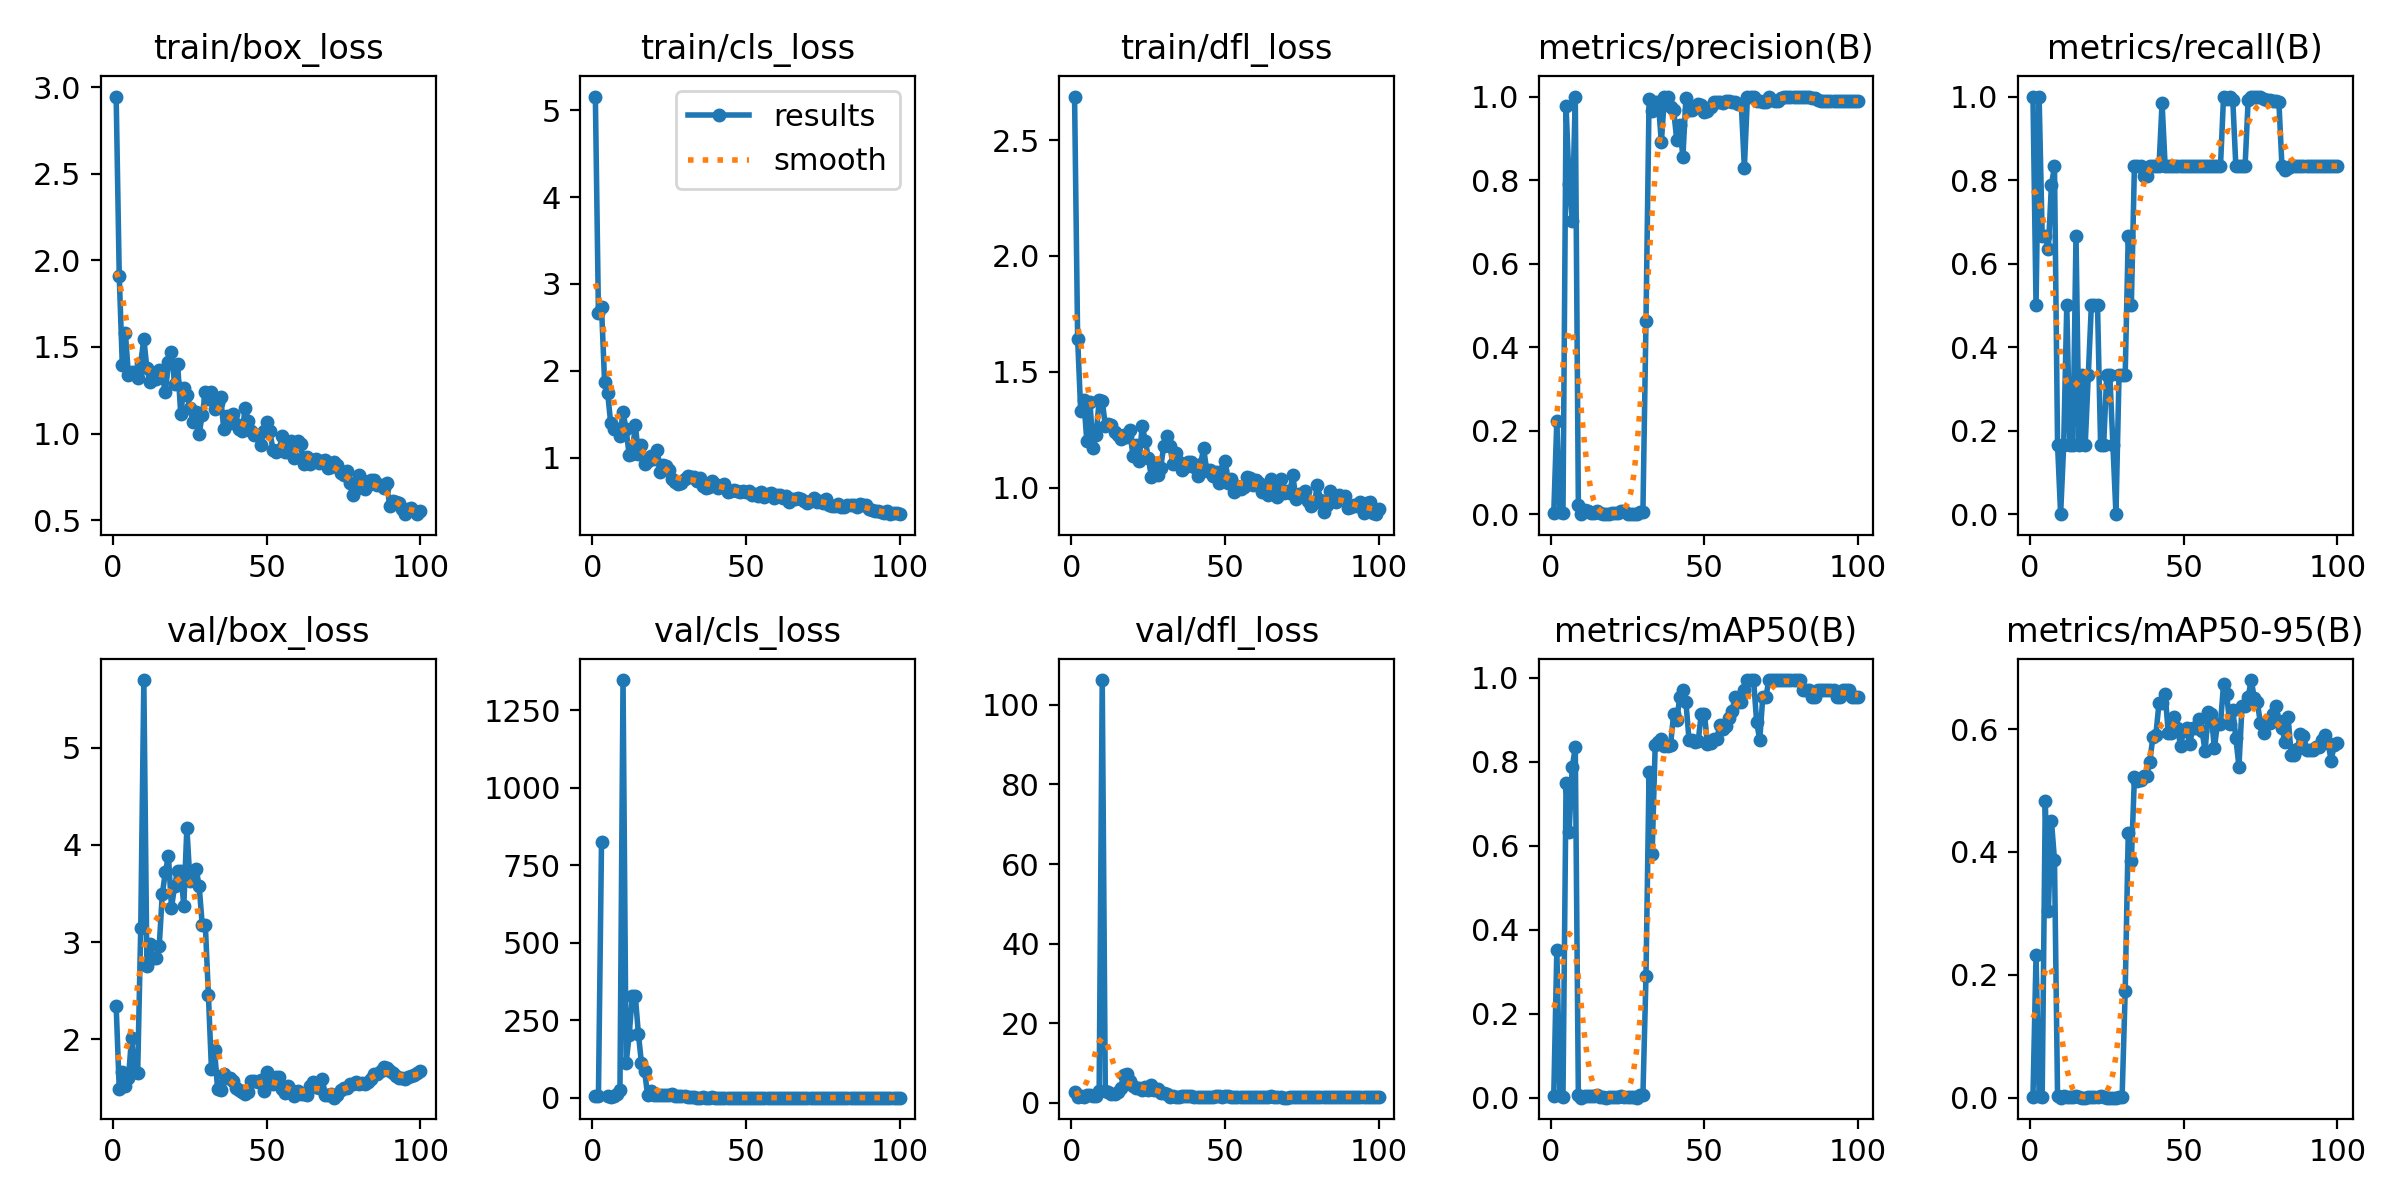 train/box_loss
3.0
2.5
2.0
1.5
1.0
0.5
0 50 100
train/cls_loss
results
smooth
5
4
3
2
1
0 50 100
train/dfl_loss
2.5
2.0
1.5
1.0
0 50 100
metrics/precision(B)
1.0
0.8
0.6
0.4
0.2
0.0
0 50 100
metrics/recall(B)
1.0
0.8
0.6
0.4
0.2
0.0
0 50 100
val/box_loss
5
4
3
2
0 50 100
val/cls_loss
1250
1000
750
500
250
0
0 50 100
val/dfl_loss
100
80
60
40
20
0
0 50 100
metrics/mAP50(B)
1.0
0.8
0.6
0.4
0.2
0.0
0 50 100
metrics/mAP50-95(B)
0.6
0.4
0.2
0.0
0 50 100